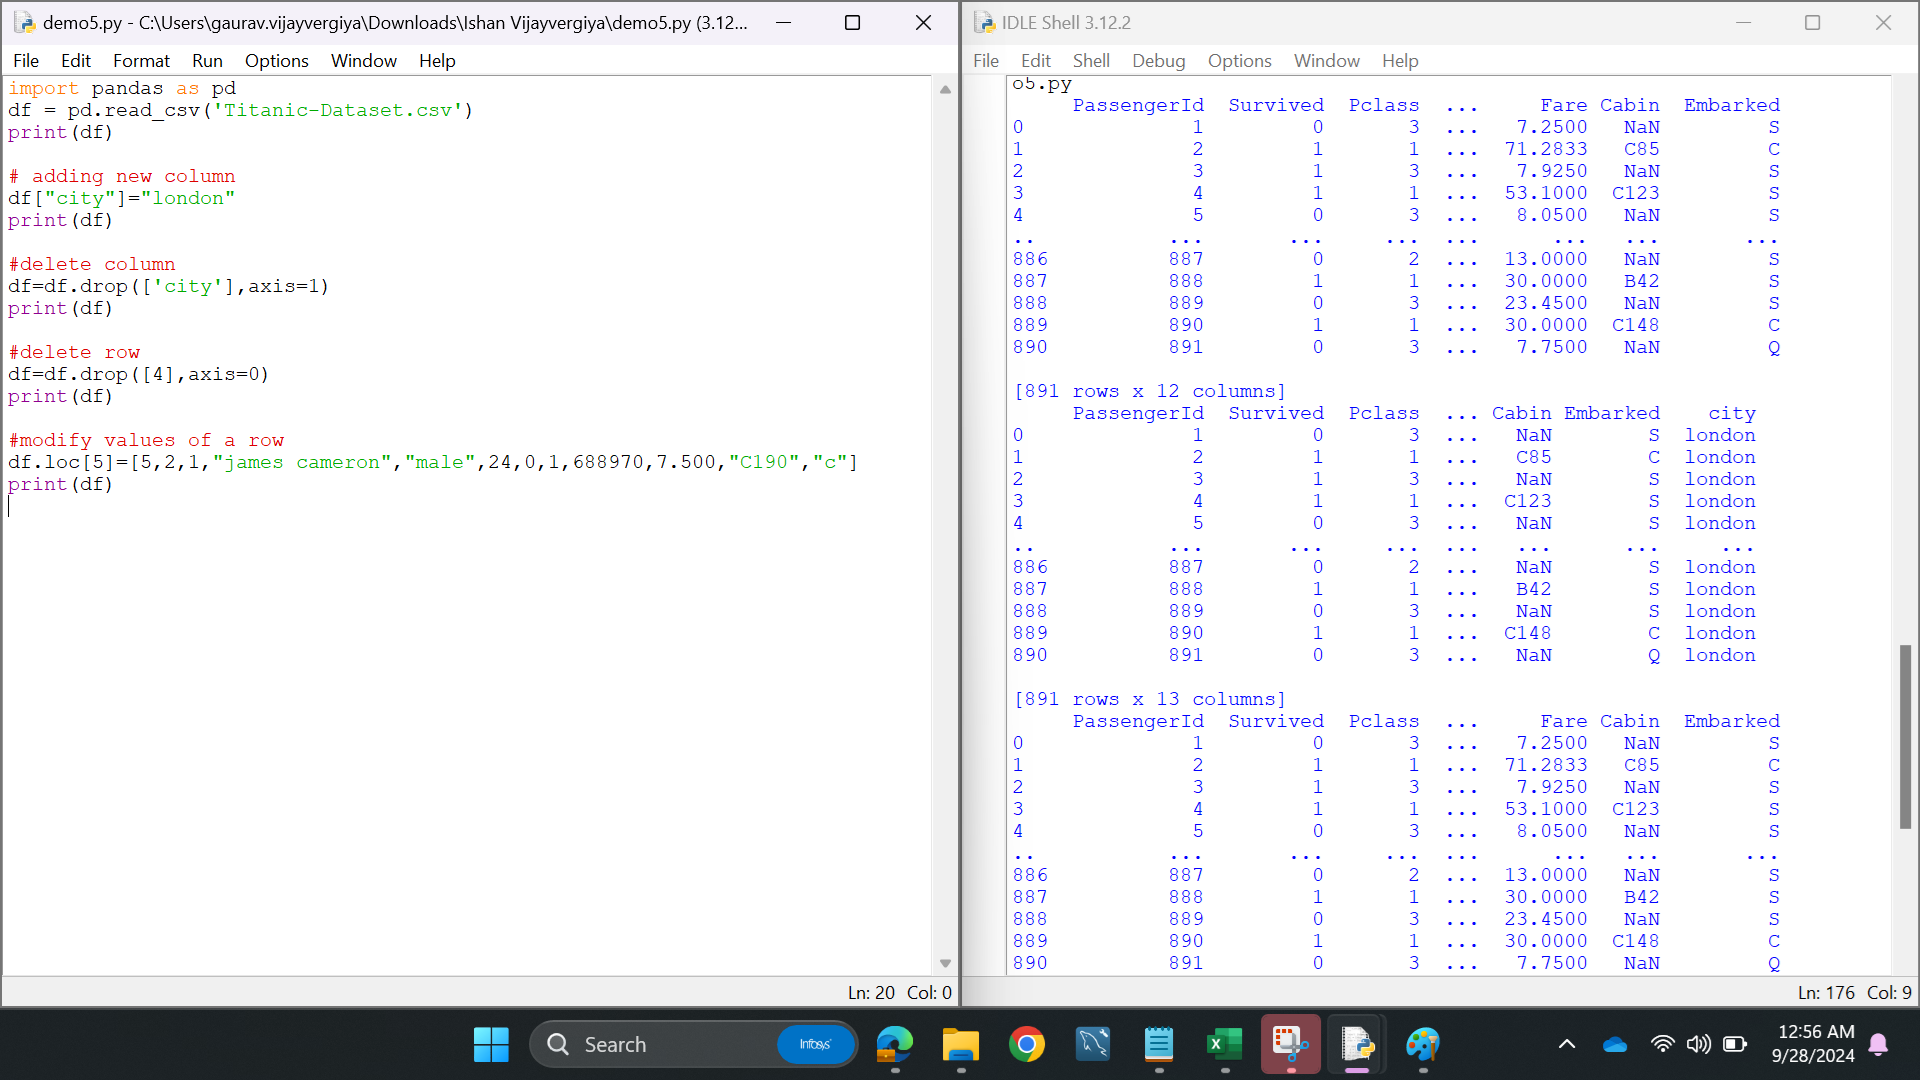 demo5.py - C:\Users\gaurav.vijayvergiya\Downloads\Ishan Vijayvergiya\demo5.py (3.12...
File Edit Format Run Options Window Help
import pandas as pd
df = pd.read_csv('Titanic-Dataset.csv')
print(df)
# adding new column
df["city"]="london"
print(df)
#delete column
df=df.drop(['city'],axis=1)
print(df)
#delete row
df=df.drop([4],axis=0)
print(df)
#modify values of a row
df.loc[5]=[5,2,1,"james cameron","male",24,0,1,688970,7.500,"C190","c"]
print(df)
Ln: 20 Col: 0
IDLE Shell 3.12.2
File Edit Shell Debug Options Window Help
o5.py
PassengerId Survived Pclass ... Fare Cabin Embarked
0 1 0 3 ... 7.2500 NaN S
1 2 1 1 ... 71.2833 C85 C
2 3 1 3 ... 7.9250 NaN S
3 4 1 1 ... 53.1000 C123 S
4 5 0 3 ... 8.0500 NaN S
.. ... ... ... ... ... ... ...
886 887 0 2 ... 13.0000 NaN S
887 888 1 1 ... 30.0000 B42 S
888 889 0 3 ... 23.4500 NaN S
889 890 1 1 ... 30.0000 C148 C
890 891 0 3 ... 7.7500 NaN Q
[891 rows x 12 columns]
PassengerId Survived Pclass ... Cabin Embarked city
0 1 0 3 ... NaN S london
1 2 1 1 ... C85 C london
2 3 1 3 ... NaN S london
3 4 1 1 ... C123 S london
4 5 0 3 ... NaN S london
.. ... ... ... ... ... ... ...
886 887 0 2 ... NaN S london
887 888 1 1 ... B42 S london
888 889 0 3 ... NaN S london
889 890 1 1 ... C148 C london
890 891 0 3 ... NaN Q london
[891 rows x 13 columns]
PassengerId Survived Pclass ... Fare Cabin Embarked
0 1 0 3 ... 7.2500 NaN S
1 2 1 1 ... 71.2833 C85 C
2 3 1 3 ... 7.9250 NaN S
3 4 1 1 ... 53.1000 C123 S
4 5 0 3 ... 8.0500 NaN S
.. ... ... ... ... ... ... ...
886 887 0 2 ... 13.0000 NaN S
887 888 1 1 ... 30.0000 B42 S
888 889 0 3 ... 23.4500 NaN S
889 890 1 1 ... 30.0000 C148 C
890 891 0 3 ... 7.7500 NaN Q
Ln: 176 Col: 9
Search
Infosys
12:56 AM
9/28/2024